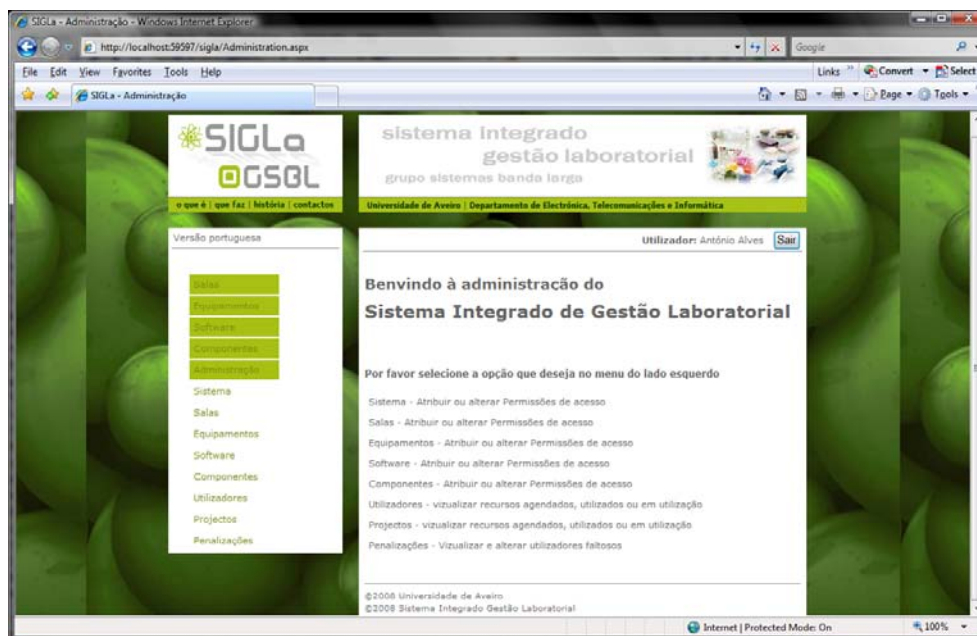 SIGLa - Administração - Windows Internet Explorer
http://localhost:59597/sigla/Administration.aspx
Google
File Edit View Favorites Tools Help
Links
Convert
Select
SIGLa - Administração
Page Tools
SIGLa
GSBL
sistema integrado
gestão laboratorial
grupo sistemas banda larga
o que é | que faz | história | contactos
Universidade de Aveiro | Departamento de Electrónica, Telecomunicações e Informática
Versão portuguesa
Utilizador: António Alves Sair
Salas
Equipamentos
Software
Componentes
Administração
Sistema
Salas
Equipamentos
Software
Componentes
Utilizadores
Projectos
Penalizações
Benvindo à administração do
Sistema Integrado de Gestão Laboratorial
Por favor selecione a opção que deseja no menu do lado esquerdo
Sistema - Atribuir ou alterar Permissões de acesso
Salas - Atribuir ou alterar Permissões de acesso
Equipamentos - Atribuir ou alterar Permissões de acesso
Software - Atribuir ou alterar Permissões de acesso
Componentes - Atribuir ou alterar Permissões de acesso
Utilizadores - vizualizar recursos agendados, utilizados ou em utilização
Projectos - vizualizar recursos agendados, utilizados ou em utilização
Penalizações - Vizualizar e alterar utilizadores faltosos
©2008 Universidade de Aveiro
©2008 Sistema Integrado Gestão Laboratorial
Internet | Protected Mode: On
100%